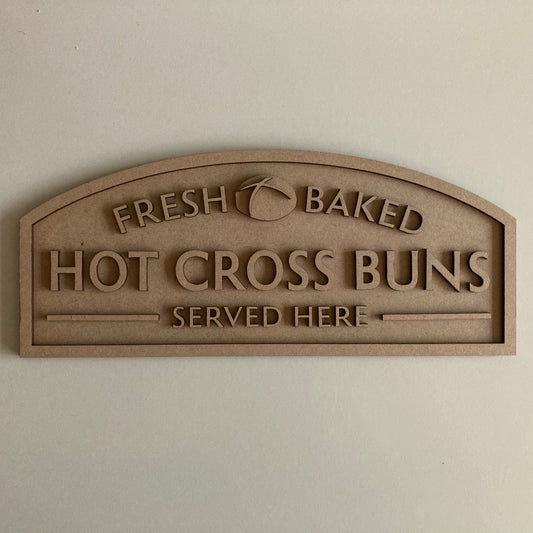 FRESH BAKED
HOT CROSS BUNS
SERVED HERE